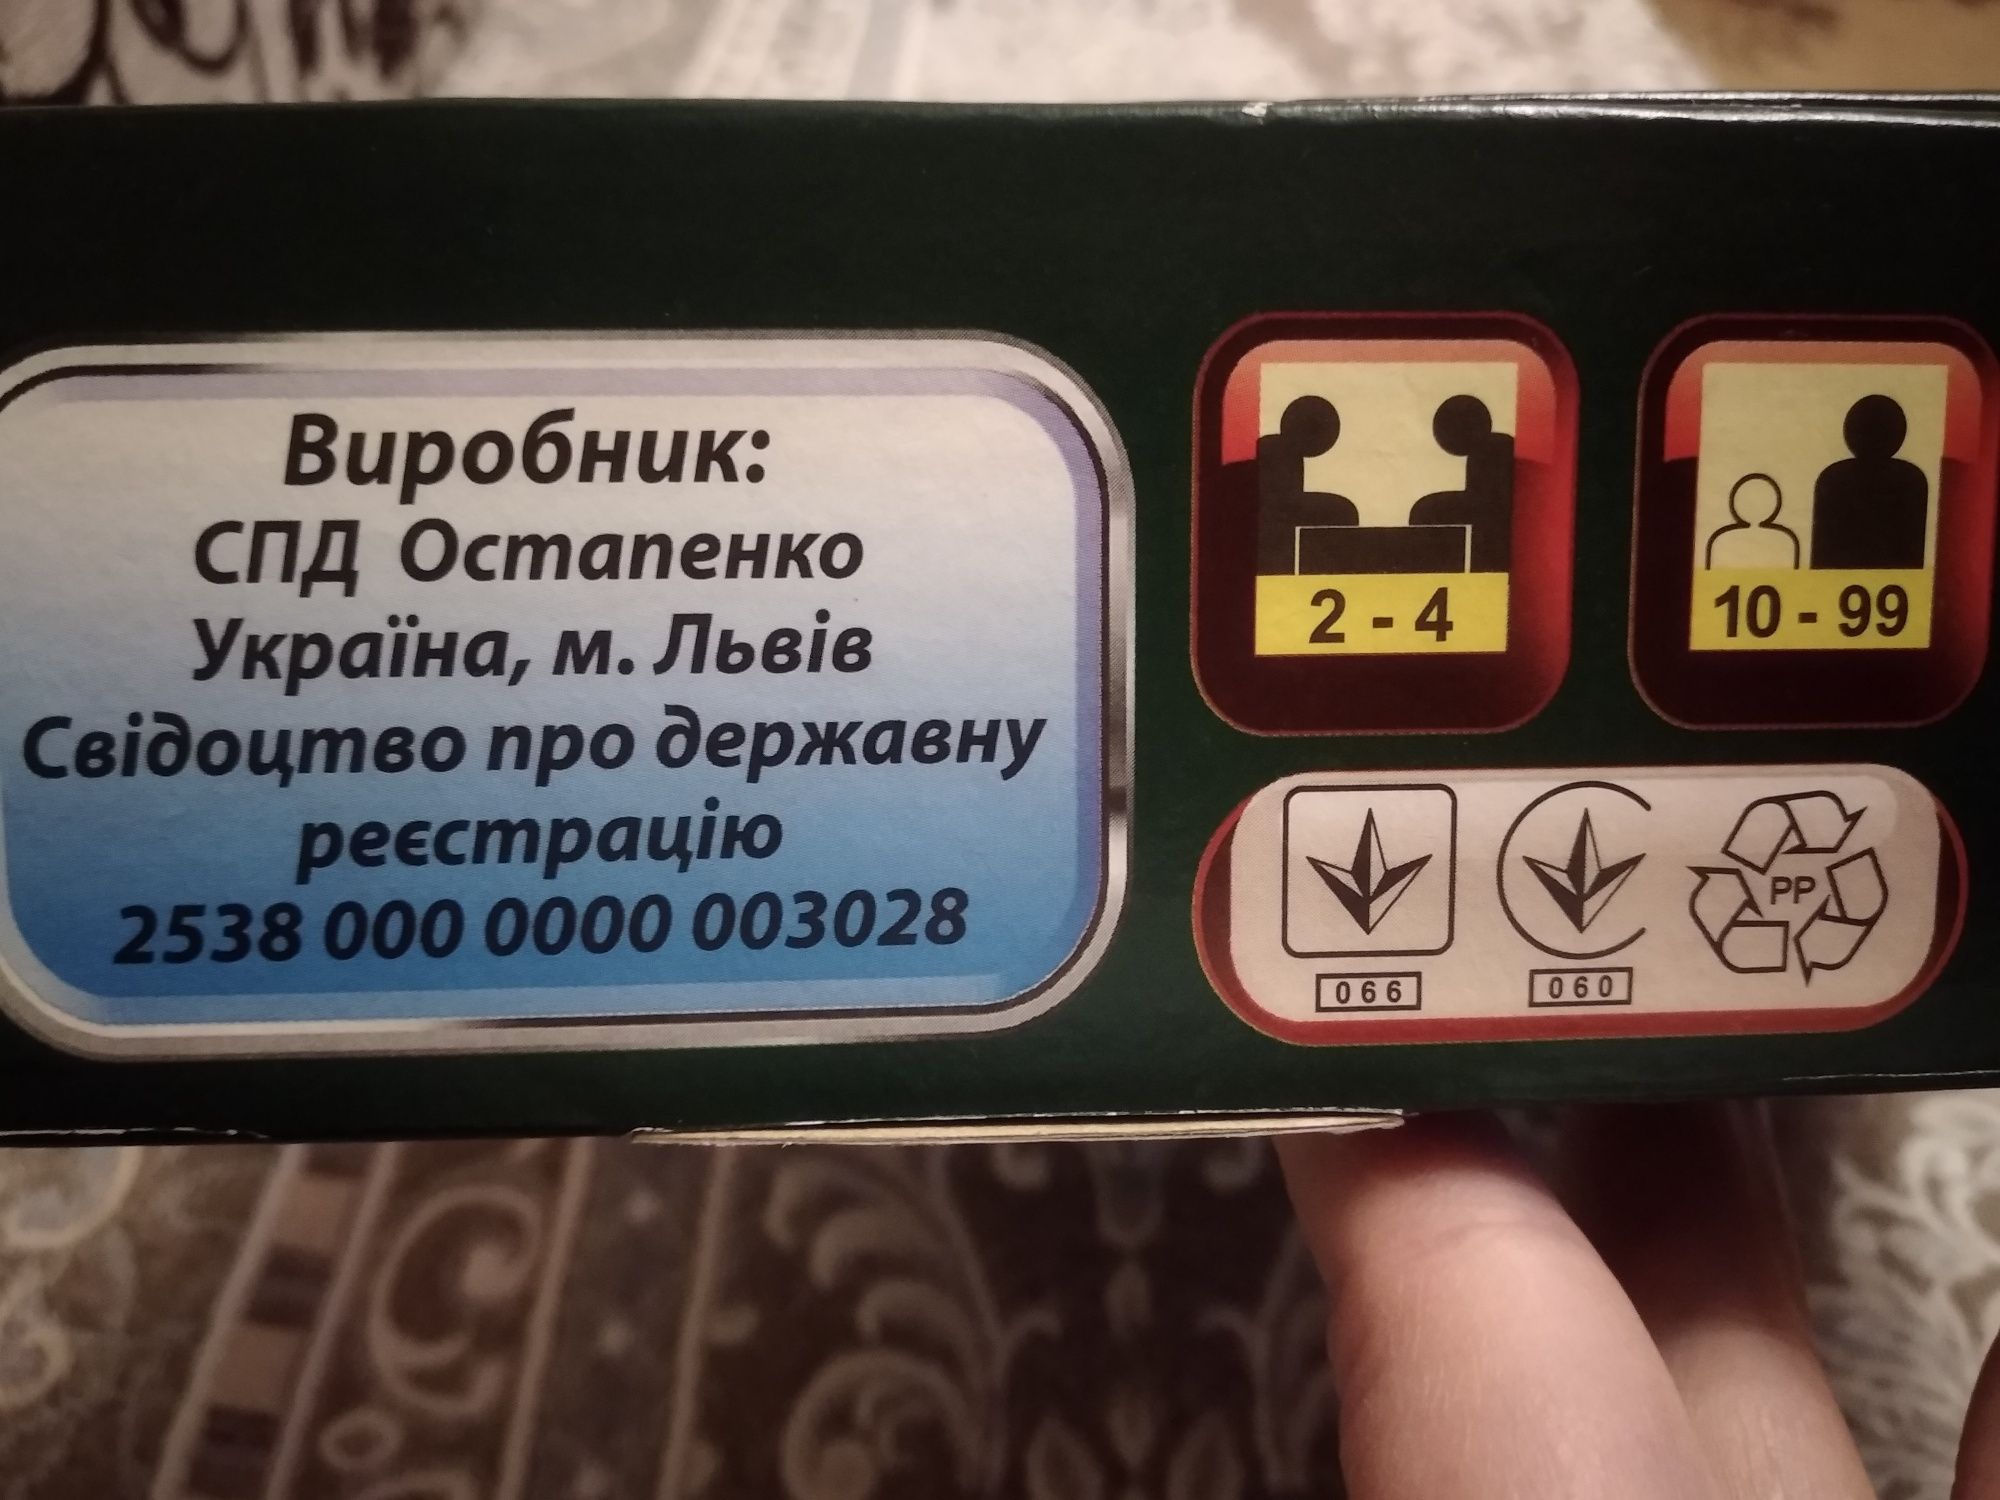 Виробник:
СПД Остапенко
Україна, м. Львів
Свідоцтво про державну
реєстрацію
2538 000 0000 003028
2 - 4
10 - 99
PP
066
060